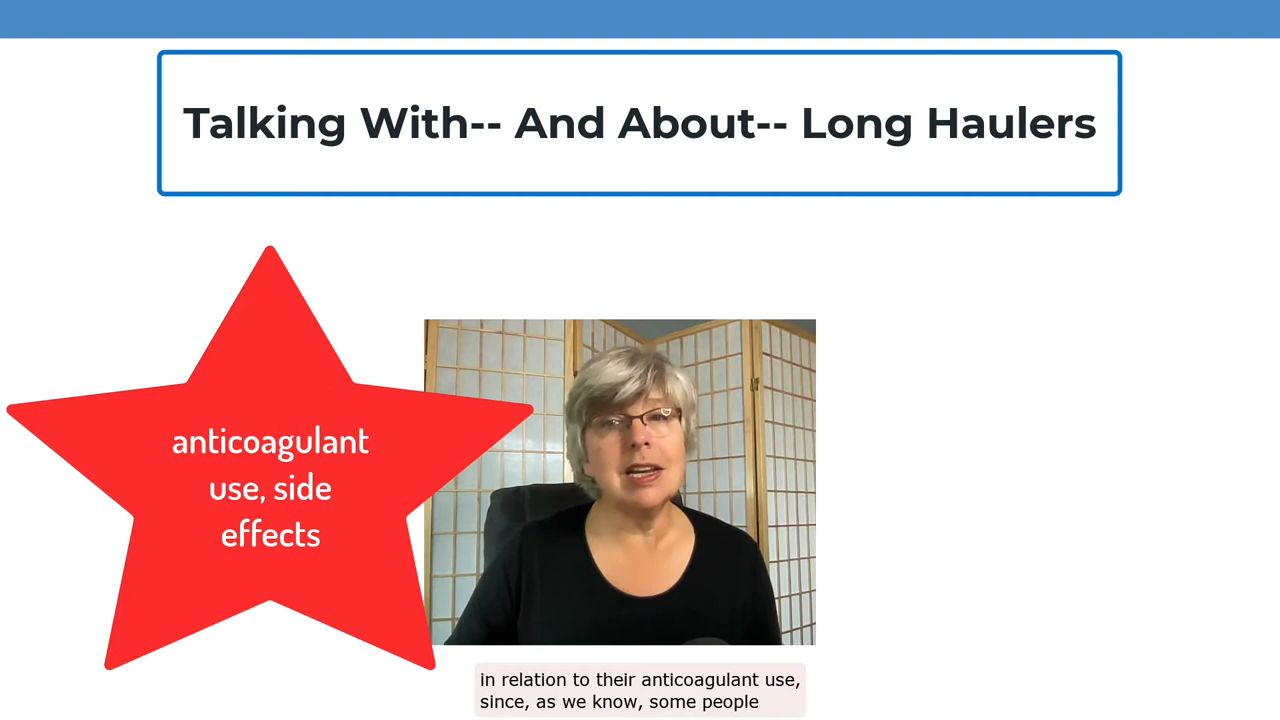 Talking With-- And About-- Long Haulers
anticoagulant
use, side
effects
in relation to their anticoagulant use,
since, as we know, some people